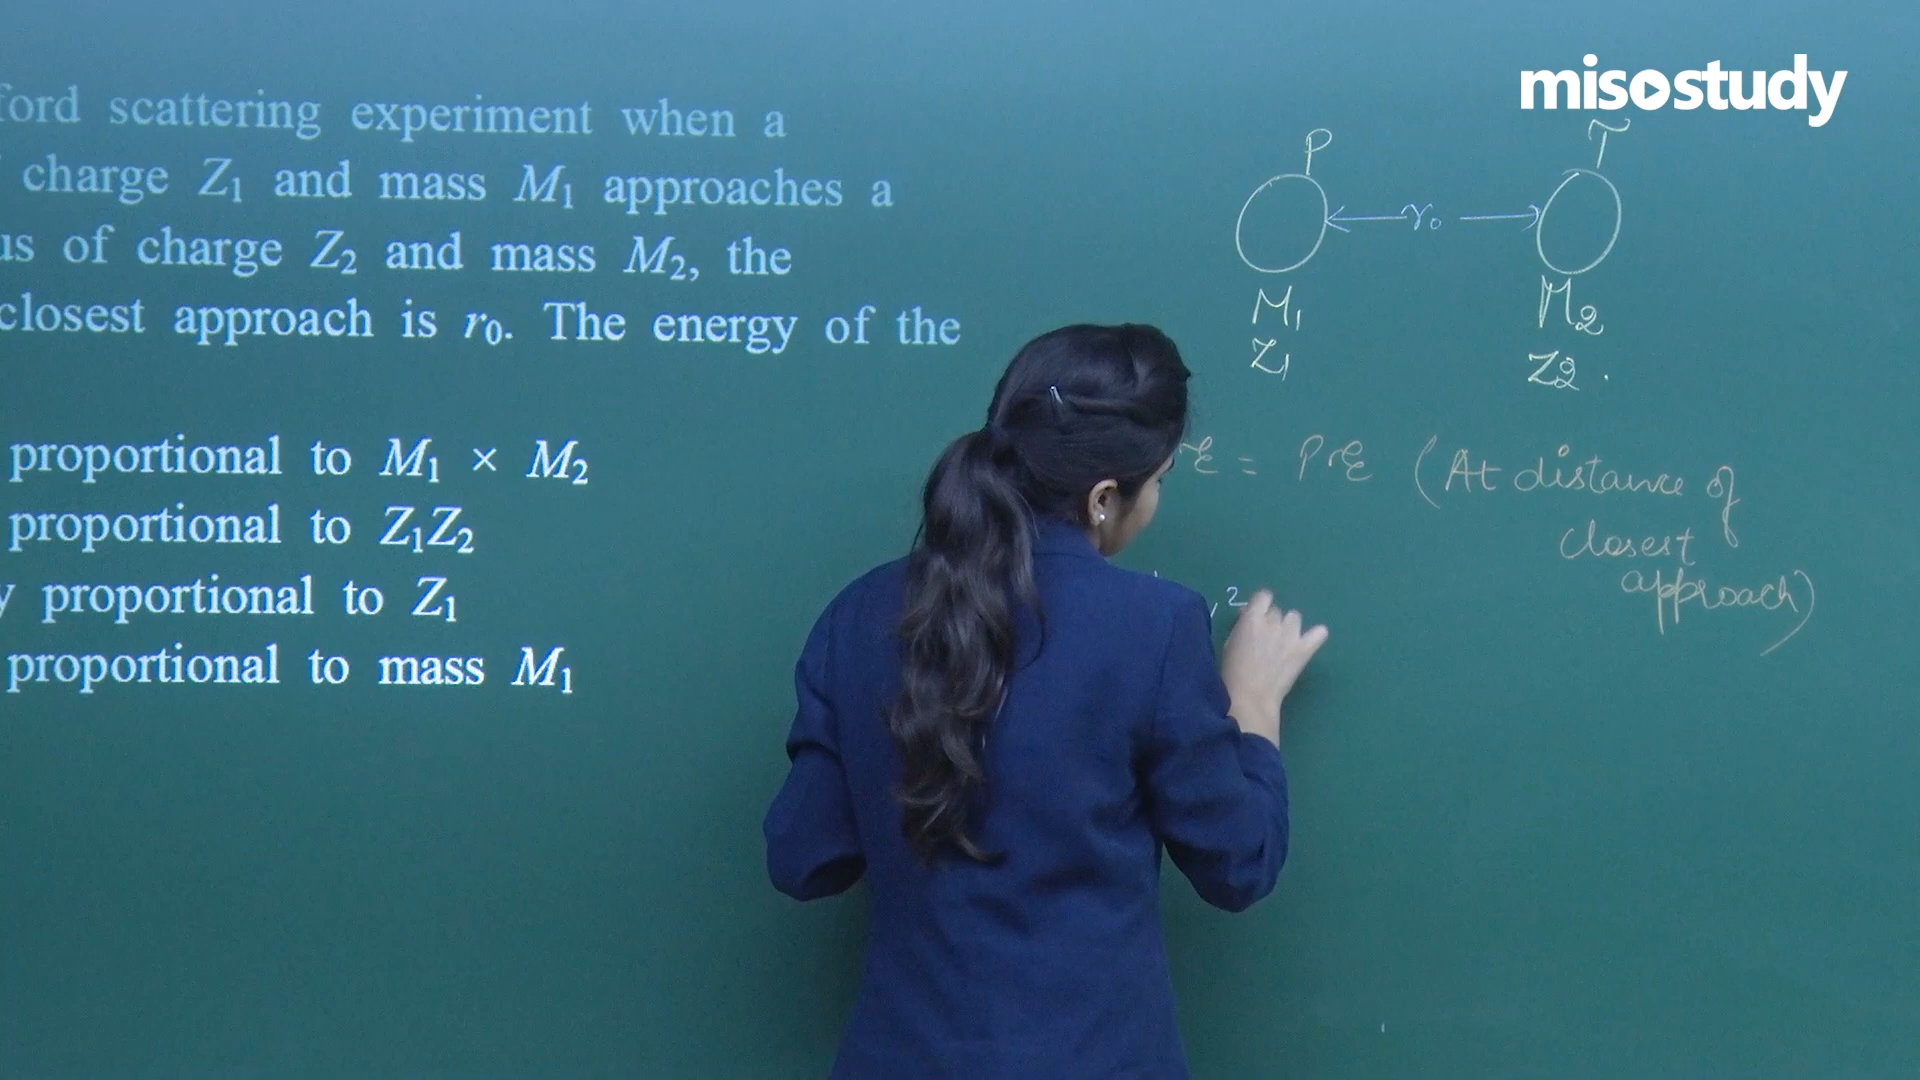 misostudy
ford scattering experiment when a
charge Z₁ and mass M₁ approaches a
us of charge Z₂ and mass M₂, the
closest approach is r₀. The energy of the
proportional to M₁ × M₂
proportional to Z₁Z₂
y proportional to Z₁
proportional to mass M₁
P T
r₀
M₁ M₂
Z₁ Z₂.
E = P.E (At distance of
closest
approach)
2